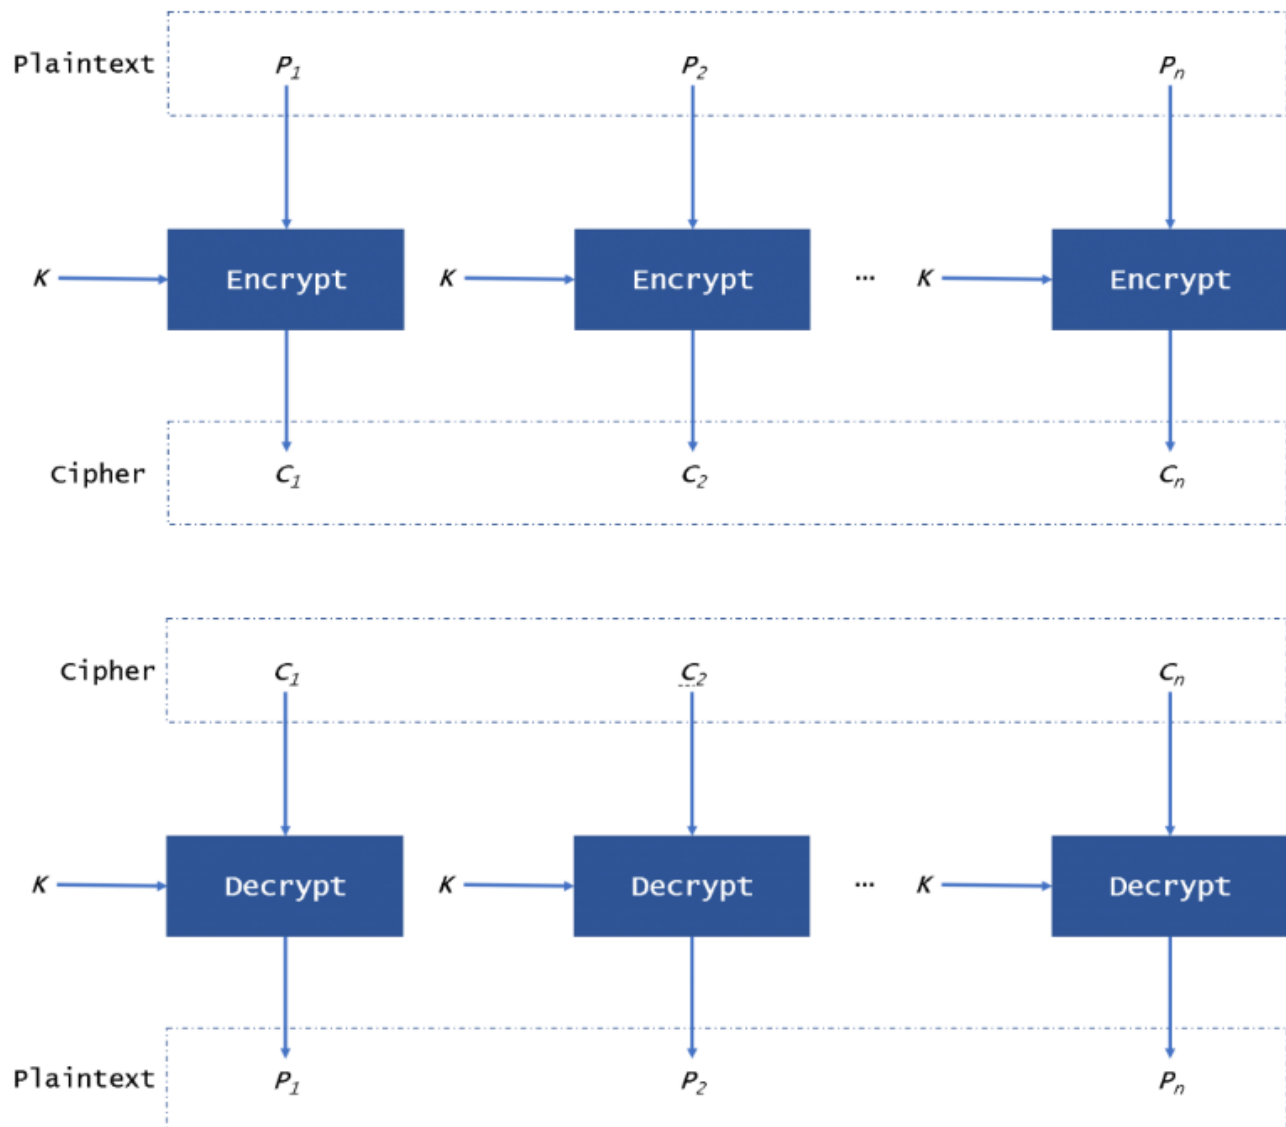 Plaintext P1 P2 Pn
K Encrypt K Encrypt ... K Encrypt
Cipher C1 C2 Cn
Cipher C1 C2 Cn
K Decrypt K Decrypt ... K Decrypt
Plaintext P1 P2 Pn